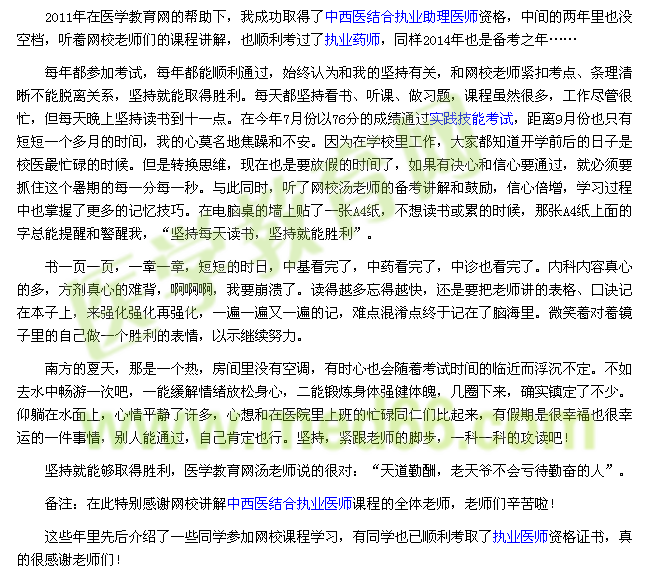 2011年在医学教育网的帮助下，我成功取得了中西医结合执业助理医师资格，中间的两年里也没
空档，听着网校老师们的课程讲解，也顺利考过了执业药师，同样2014年也是备考之年……
每年都参加考试，每年都能顺利通过，始终认为和我的坚持有关，和网校老师紧扣考点、条理清
晰不能脱离关系，坚持就能取得胜利。每天都坚持看书、听课、做习题。课程虽然很多，工作尽管很
忙，但每天晚上坚持读书到十一点。在今年7月份以76分的成绩通过实践技能考试，距离9月份也只有
短短一个多月的时间，我的心莫名地焦躁和不安。因为在学校里工作，大家都知道开学前后的日子是
校医最忙碌的时候。但是转换思维，现在也是要放假的时间了，如果有决心和信心要通过，就必须要
抓住这个暑期的每一分每一秒。与此同时，听了网校汤老师的备考讲解和鼓励，信心倍增，学习过程
中也掌握了更多的记忆技巧。在电脑桌的墙上贴了一张A4纸，不想读书或累的时候，那张A4纸上面的
字总能提醒和警醒我，“坚持每天读书，坚持就能胜利”。
书一页一页，一章一章，短短的时日，中基看完了，中药看完了，中诊也看完了。内科内容真心
的多，方剂真心的难背，啊啊啊，我要崩溃了。读得越多忘得越快，还是要把老师讲的表格、口诀记
在本子上，来强化强化再强化，一遍一遍又一遍的记，难点混淆点终于记在了脑海里。微笑着对着镜
子里的自己做一个胜利的表情，以示继续努力。
南方的夏天，那是一个热，房间里没有空调，有时心也会随着考试时间的临近而浮沉不定。不如
去水中畅游一次吧，一能缓解情绪放松身心，二能锻炼身体强健体魄，几圈下来，确实镇定了不少。
仰躺在水面上，心情平静了许多，心想和在医院里上班的忙碌同仁们比起来，有假期是很幸福也很幸
运的一件事情，别人能通过，自己肯定也行。坚持，紧跟老师的脚步，一科一科的攻读吧！
坚持就能够取得胜利，医学教育网汤老师说的很对：“天道勤酬，老天爷不会亏待勤奋的人”。
备注：在此特别感谢网校讲解中西医结合执业医师课程的全体老师，老师们辛苦啦！
这些年里先后介绍了一些同学参加网校课程学习，有同学也已顺利考取了执业医师资格证书，真
的很感谢老师们！
医学教育网
www.med66.com